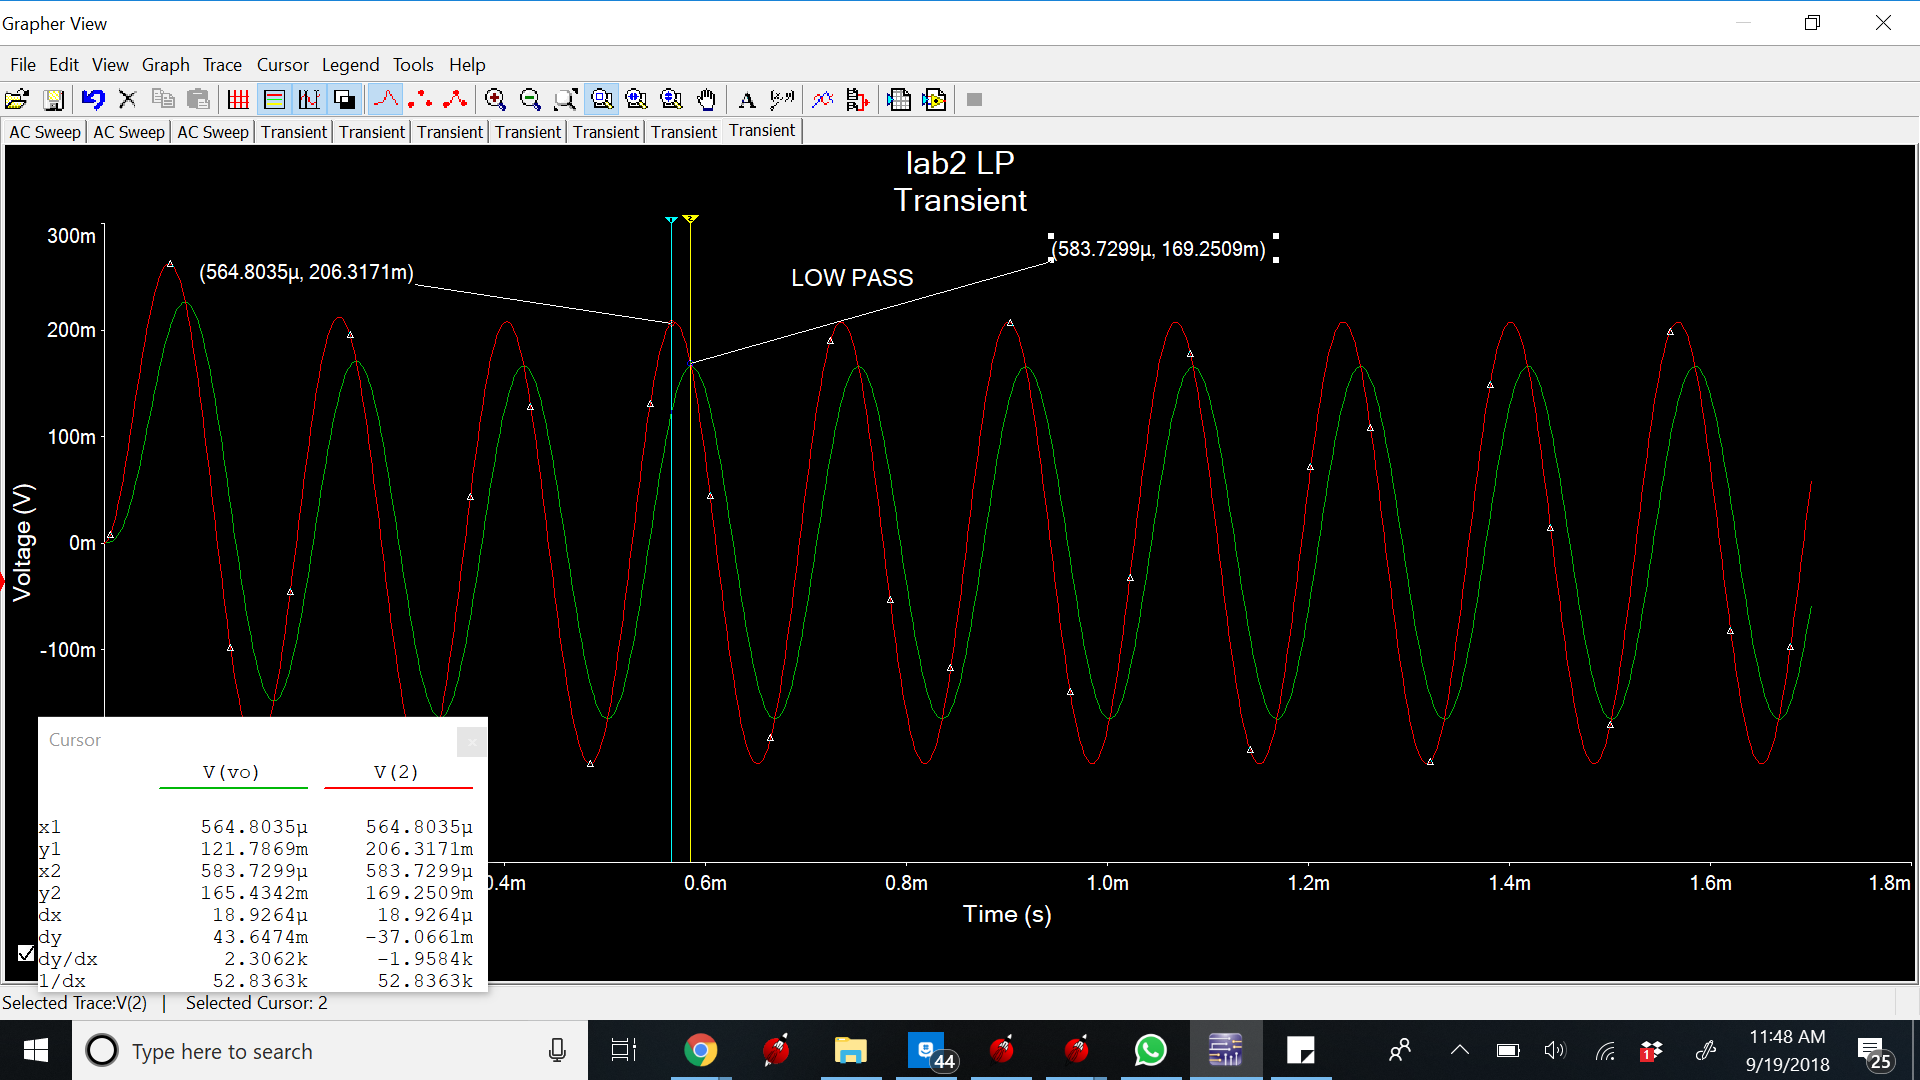 Grapher View
File Edit View Graph Trace Cursor Legend Tools Help
AC Sweep AC Sweep AC Sweep Transient Transient Transient Transient Transient Transient Transient
lab2 LP
Transient
300m
(564.8035µ, 206.3171m)
LOW PASS
(583.7299µ, 169.2509m)
200m
100m
0m
-100m
Voltage (V)
0.4m 0.6m 0.8m 1.0m 1.2m 1.4m 1.6m 1.8m
Time (s)
Cursor
V(vo) V(2)
x1 564.8035µ 564.8035µ
y1 121.7869m 206.3171m
x2 583.7299µ 583.7299µ
y2 165.4342m 169.2509m
dx 18.9264µ 18.9264µ
dy 43.6474m -37.0661m
dy/dx 2.3062k -1.9584k
1/dx 52.8363k 52.8363k
Selected Trace:V(2) | Selected Cursor: 2
Type here to search
44
1
11:48 AM
9/19/2018
25